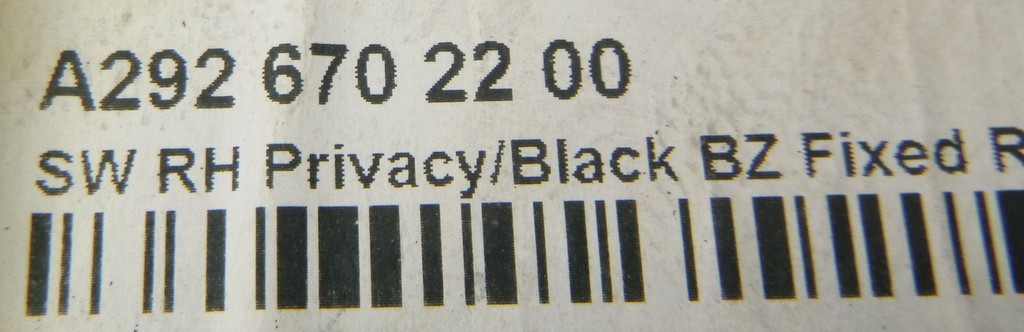 A292 670 22 00
SW RH Privacy/Black BZ Fixed R